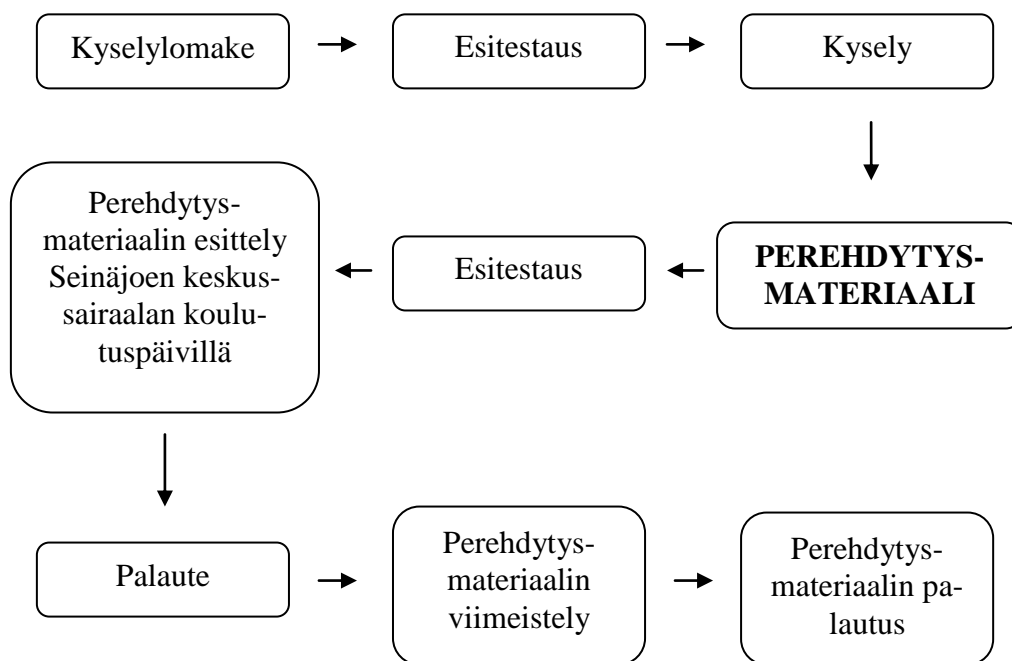 Kyselylomake
Esitestaus
Kysely
PEREHDYTYS-
MATERIAALI
Esitestaus
Perehdytys-
materiaalin esittely
Seinäjoen keskus-
sairaalan koulu-
tuspäivillä
Palaute
Perehdytys-
materiaalin
viimeistely
Perehdytys-
materiaalin pa-
lautus